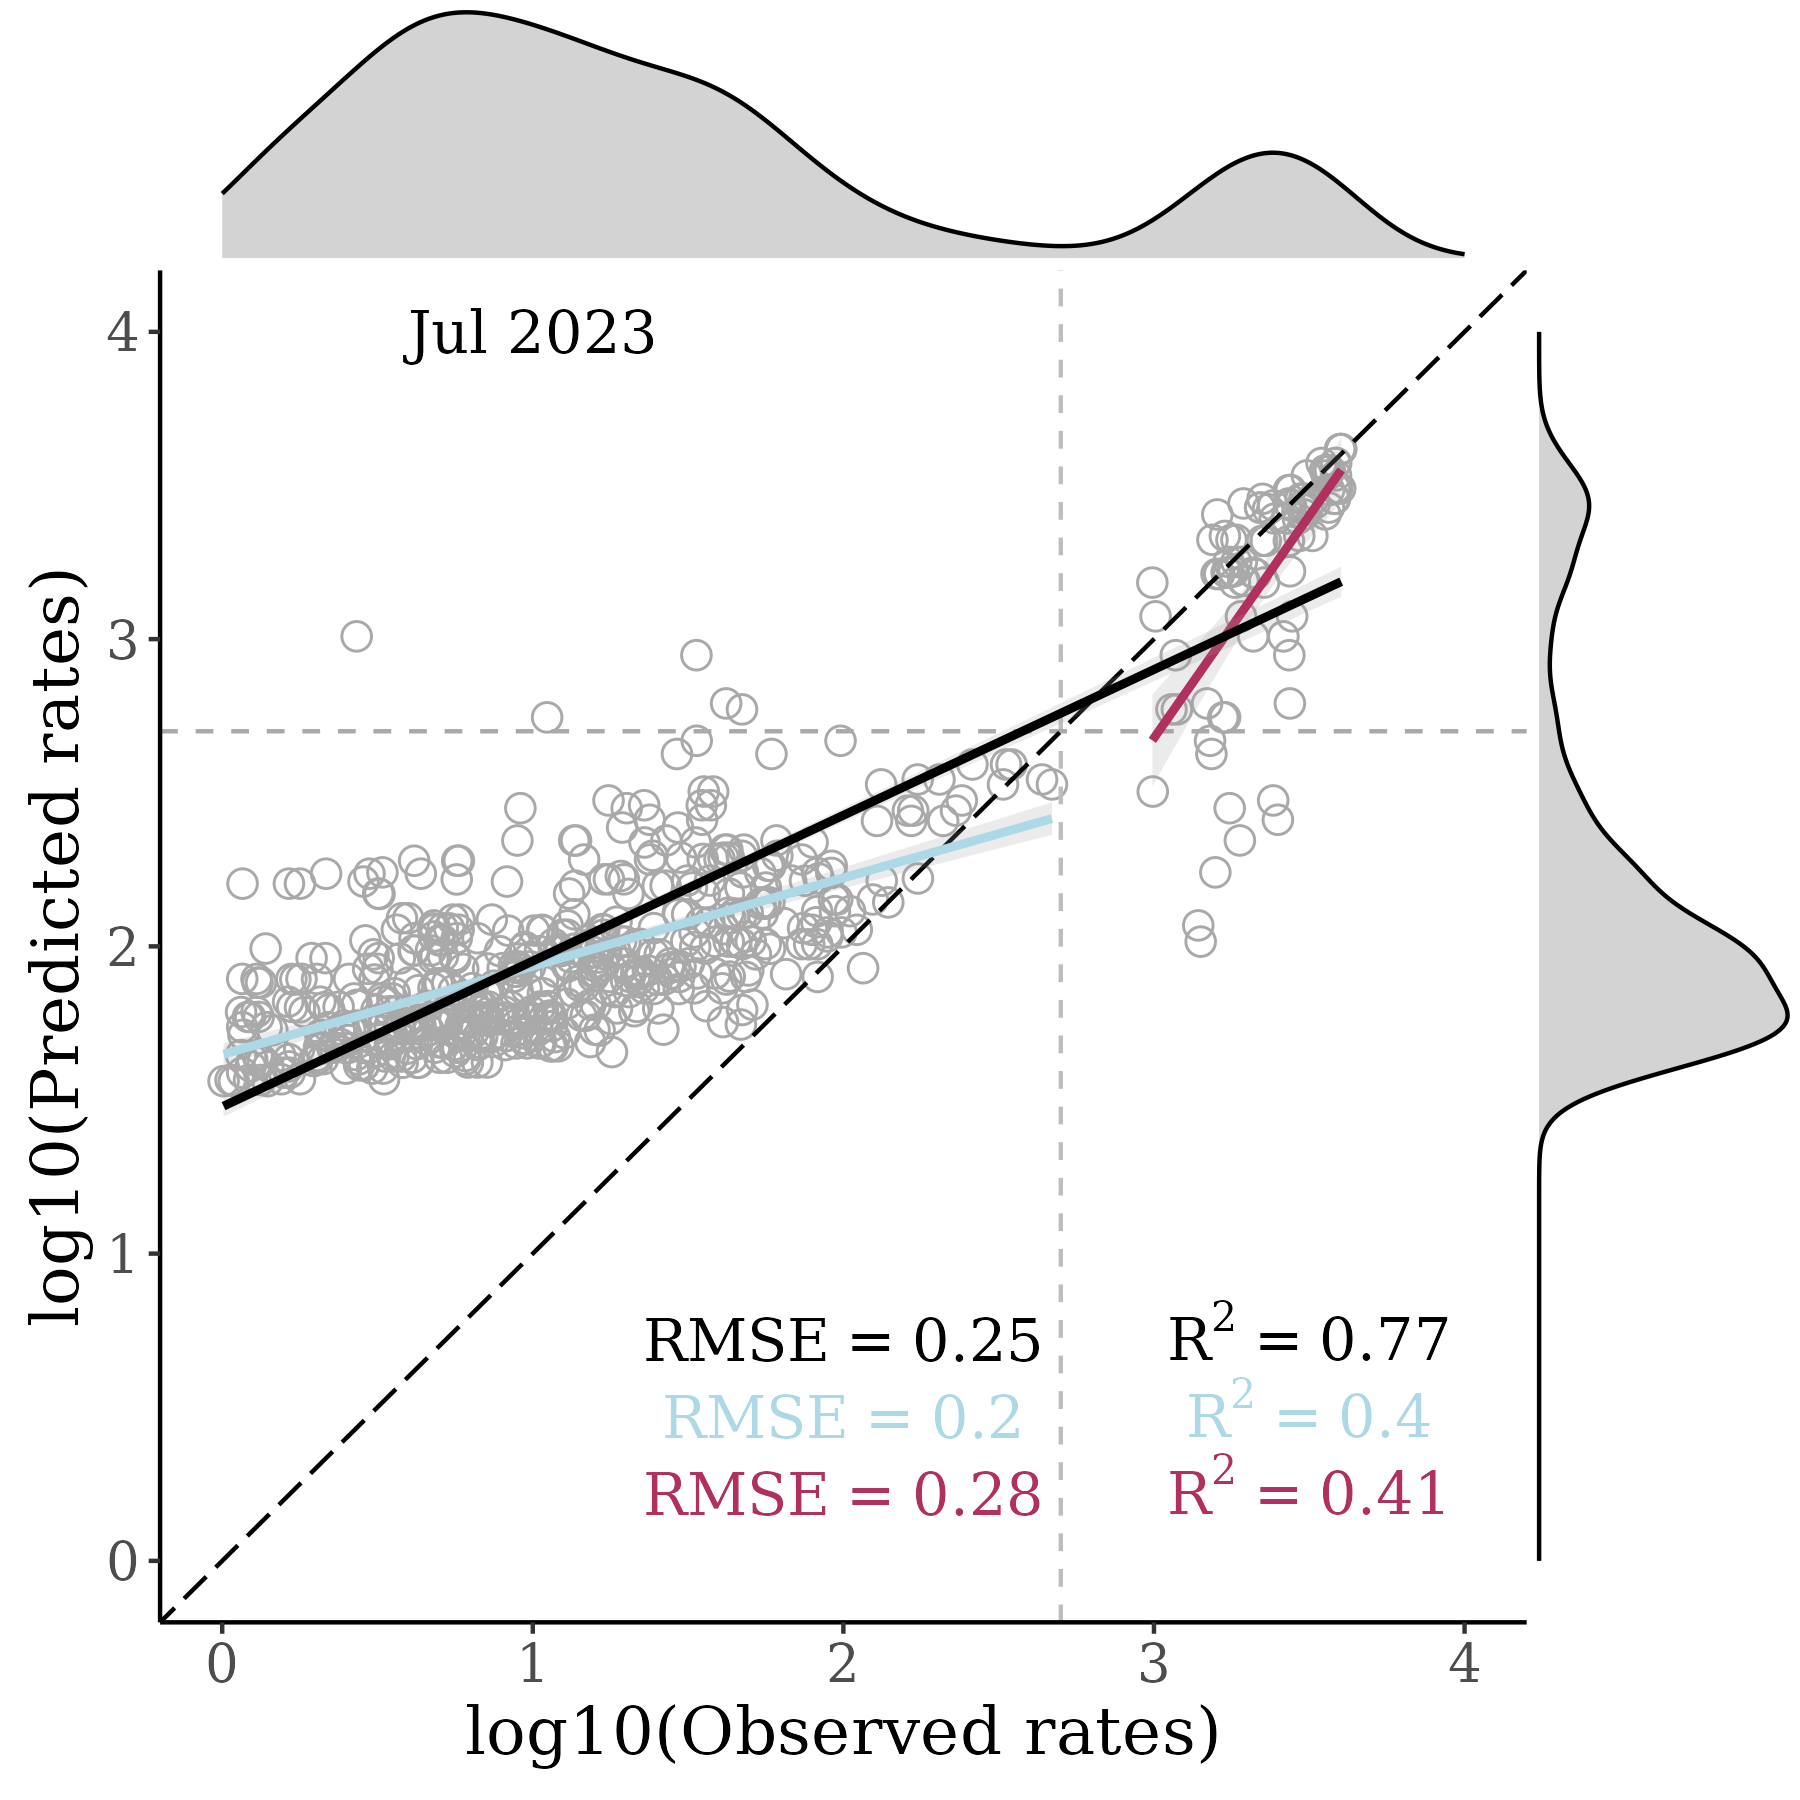 Jul 2023
log10(Predicted rates)
4
3
2
1
0
RMSE = 0.25 R² = 0.77
RMSE = 0.2 R² = 0.4
RMSE = 0.28 R² = 0.41
0 1 2 3 4
log10(Observed rates)